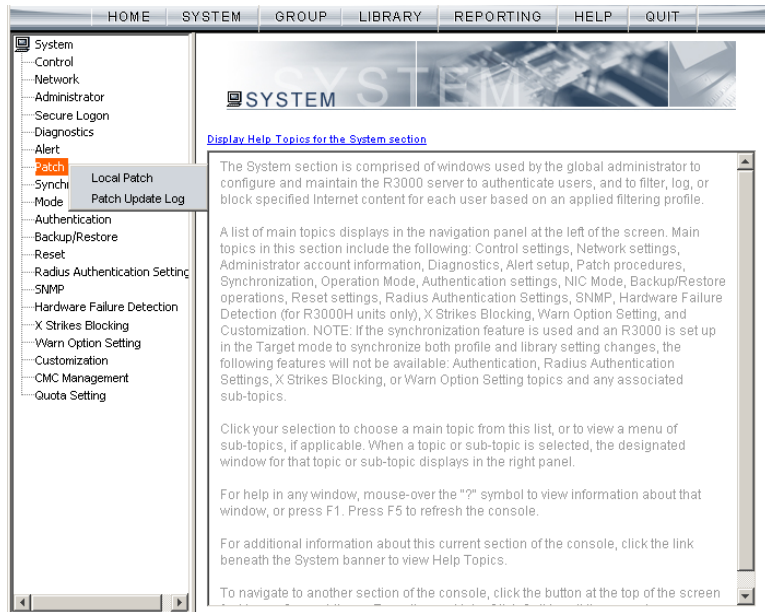 HOME SYSTEM GROUP LIBRARY REPORTING HELP QUIT
System
Control
Network
Administrator
Secure Logon
Diagnostics
Alert
Patch
Local Patch
Patch Update Log
Synchr
Mode
Authentication
Backup/Restore
Reset
Radius Authentication Setting
SNMP
Hardware Failure Detection
X Strikes Blocking
Warn Option Setting
Customization
CMC Management
Quota Setting
SYSTEM
SYSTEM
Display Help Topics for the System section
The System section is comprised of windows used by the global administrator to
configure and maintain the R3000 server to authenticate users, and to filter, log, or
block specified Internet content for each user based on an applied filtering profile.
A list of main topics displays in the navigation panel at the left of the screen. Main
topics in this section include the following: Control settings, Network settings,
Administrator account information, Diagnostics, Alert setup, Patch procedures,
Synchronization, Operation Mode, Authentication settings, NIC Mode, Backup/Restore
operations, Reset settings, Radius Authentication Settings, SNMP, Hardware Failure
Detection (for R3000H units only), X Strikes Blocking, Warn Option Setting, and
Customization. NOTE: If the synchronization feature is used and an R3000 is set up
in the Target mode to synchronize both profile and library setting changes, the
following features will not be available: Authentication, Radius Authentication
Settings, X Strikes Blocking, or Warn Option Setting topics and any associated
sub-topics.
Click your selection to choose a main topic from this list, or to view a menu of
sub-topics, if applicable. When a topic or sub-topic is selected, the designated
window for that topic or sub-topic displays in the right panel.
For help in any window, mouse-over the "?" symbol to view information about that
window, or press F1. Press F5 to refresh the console.
For additional information about this current section of the console, click the link
beneath the System banner to view Help Topics.
To navigate to another section of the console, click the button at the top of the screen